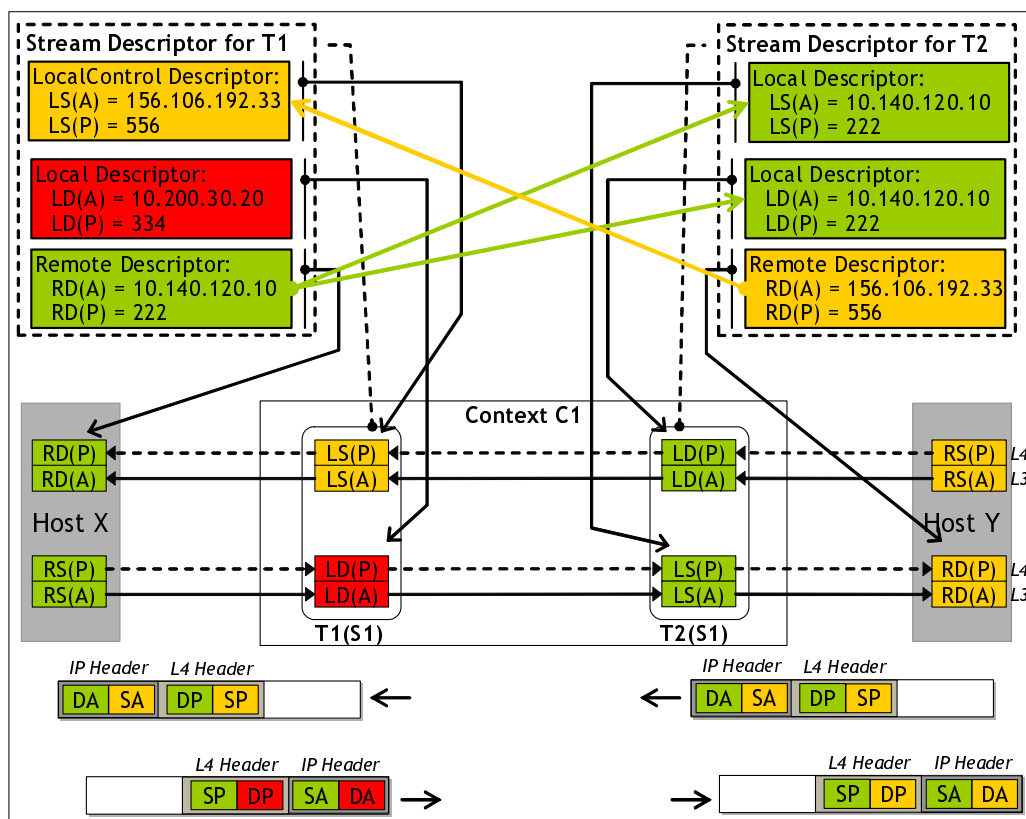 Stream Descriptor for T1
LocalControl Descriptor:
LS(A) = 156.106.192.33
LS(P) = 556
Local Descriptor:
LD(A) = 10.200.30.20
LD(P) = 334
Remote Descriptor:
RD(A) = 10.140.120.10
RD(P) = 222
Stream Descriptor for T2
Local Descriptor:
LS(A) = 10.140.120.10
LS(P) = 222
Local Descriptor:
LD(A) = 10.140.120.10
LD(P) = 222
Remote Descriptor:
RD(A) = 156.106.192.33
RD(P) = 556
Context C1
RD(P)
RD(A)
Host X
RS(P)
RS(A)
LS(P)
LS(A)
LD(P)
LD(A)
T1(S1)
LD(P)
LD(A)
LS(P)
LS(A)
T2(S1)
RS(P)
L4
RS(A)
L3
Host Y
RD(P)
L4
RD(A)
L3
IP Header
L4 Header
DA
SA
DP
SP
IP Header
L4 Header
DA
SA
DP
SP
L4 Header
IP Header
SP
DP
SA
DA
L4 Header
IP Header
SP
DP
SA
DA